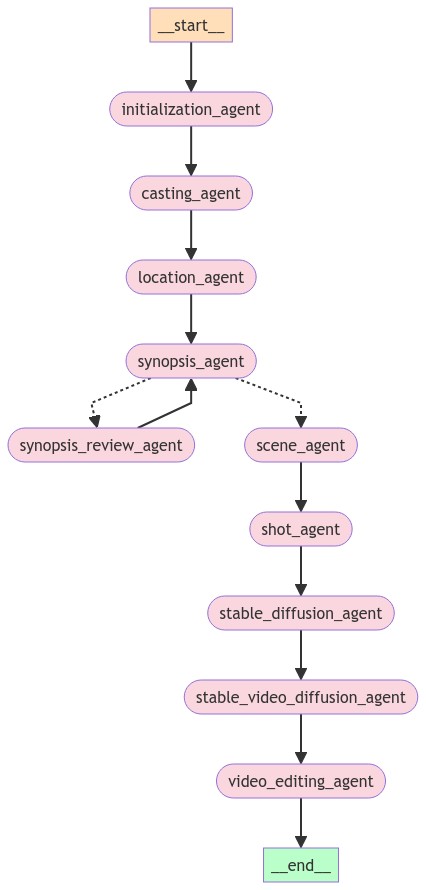 __start__
initialization_agent
casting_agent
location_agent
synopsis_agent
synopsis_review_agent
scene_agent
shot_agent
stable_diffusion_agent
stable_video_diffusion_agent
video_editing_agent
__end__